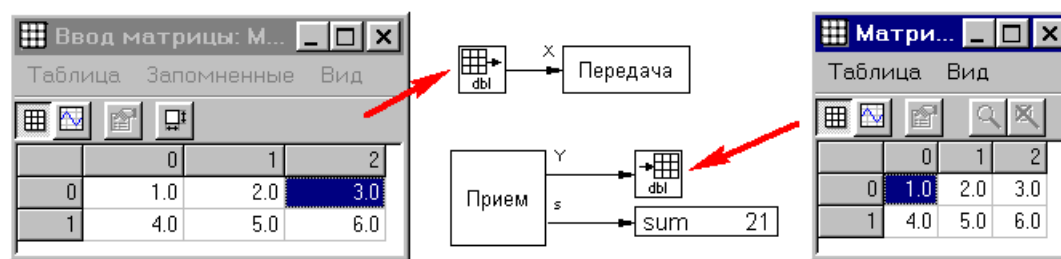 Ввод матрицы: М...
Таблица Запомненные Вид
0 1 2
0 1.0 2.0 3.0
1 4.0 5.0 6.0
dbl
X
Передача
Прием
Y
dbl
s
sum 21
Матри...
Таблица Вид
0 1 2
0 1.0 2.0 3.0
1 4.0 5.0 6.0